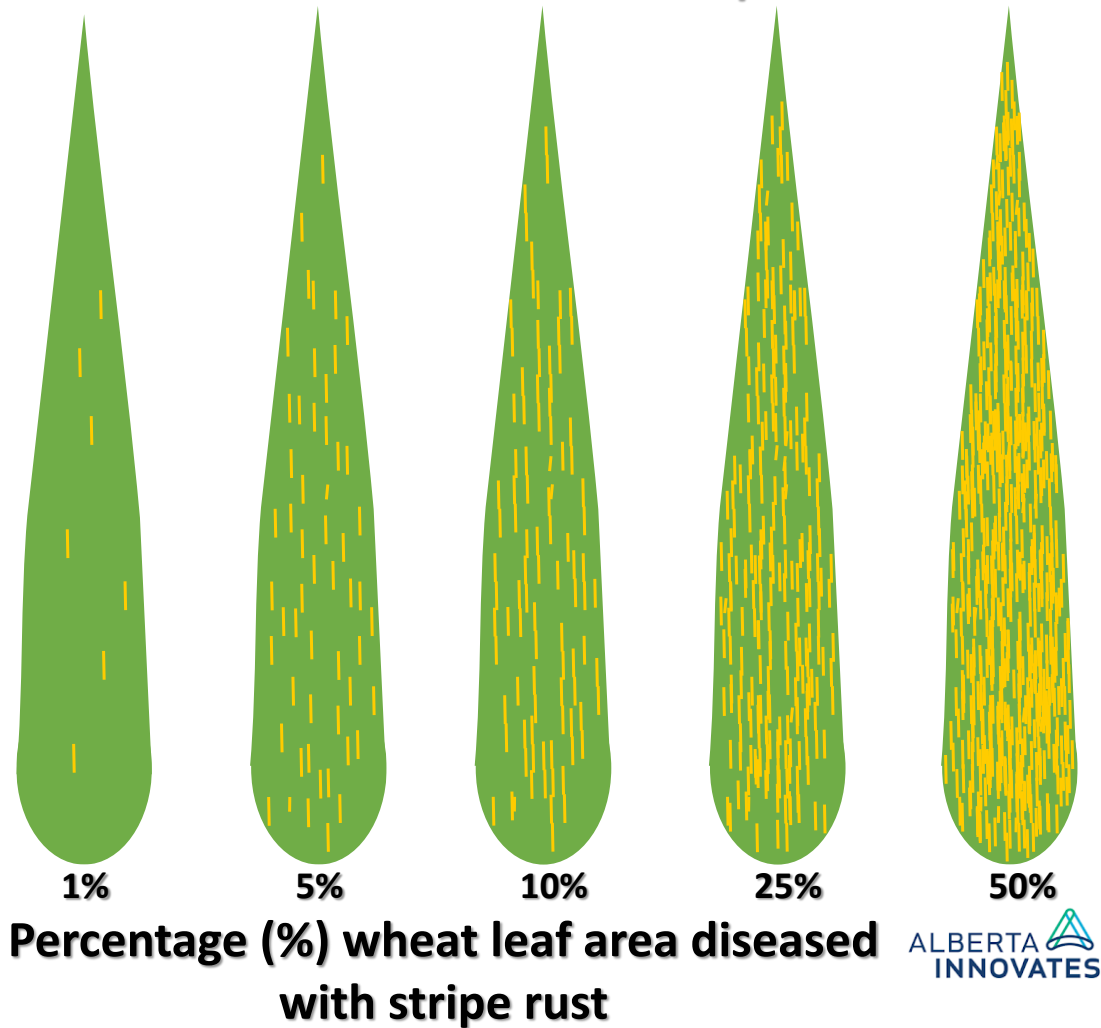 1% 5% 10% 25% 50%
Percentage (%) wheat leaf area diseased
with stripe rust
ALBERTA
INNOVATES